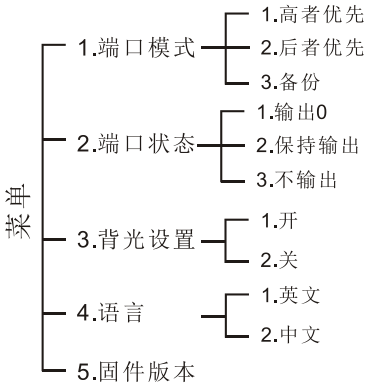 菜单
1.端口模式
1.高者优先
2.后者优先
3.备份
2.端口状态
1.输出0
2.保持输出
3.不输出
3.背光设置
1.开
2.关
4.语言
1.英文
2.中文
5.固件版本